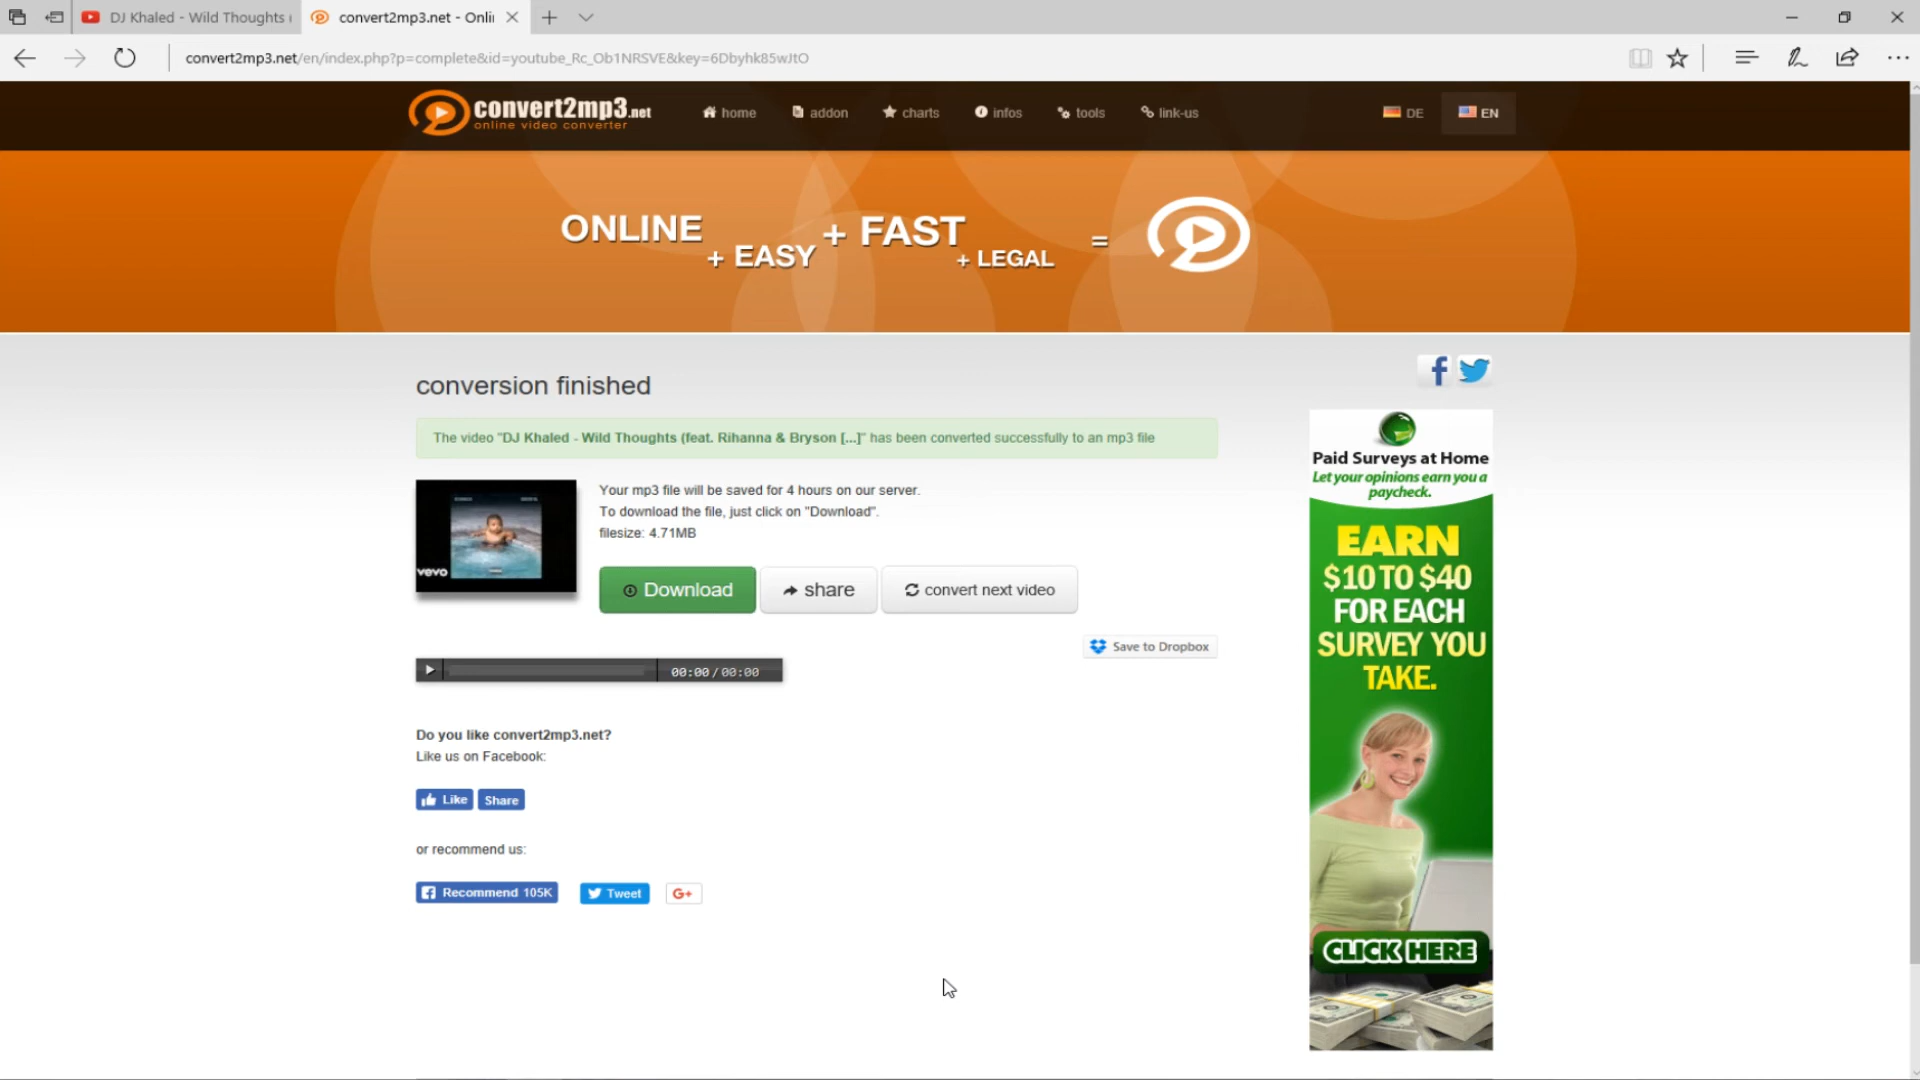 DJ Khaled - Wild Thoughts (
convert2mp3.net - Onli
convert2mp3.net/en/index.php?p=complete&id=youtube_Rc_Ob1NRSVE&key=6Dbyhk85wJtO
convert2mp3.net
online video converter
home
addon
charts
infos
tools
link-us
DE
EN
ONLINE + EASY + FAST + LEGAL =
conversion finished
The video "DJ Khaled - Wild Thoughts (feat. Rihanna & Bryson [...]" has been converted successfully to an mp3 file
vevo
Your mp3 file will be saved for 4 hours on our server.
To download the file, just click on "Download".
filesize: 4.71MB
Download
share
convert next video
Save to Dropbox
00:00/00:00
Do you like convert2mp3.net?
Like us on Facebook:
Like
Share
or recommend us:
Recommend 105K
Tweet
G+
Paid Surveys at Home
Let your opinions earn you a
paycheck.
EARN
$10 TO $40
FOR EACH
SURVEY YOU
TAKE.
CLICK HERE